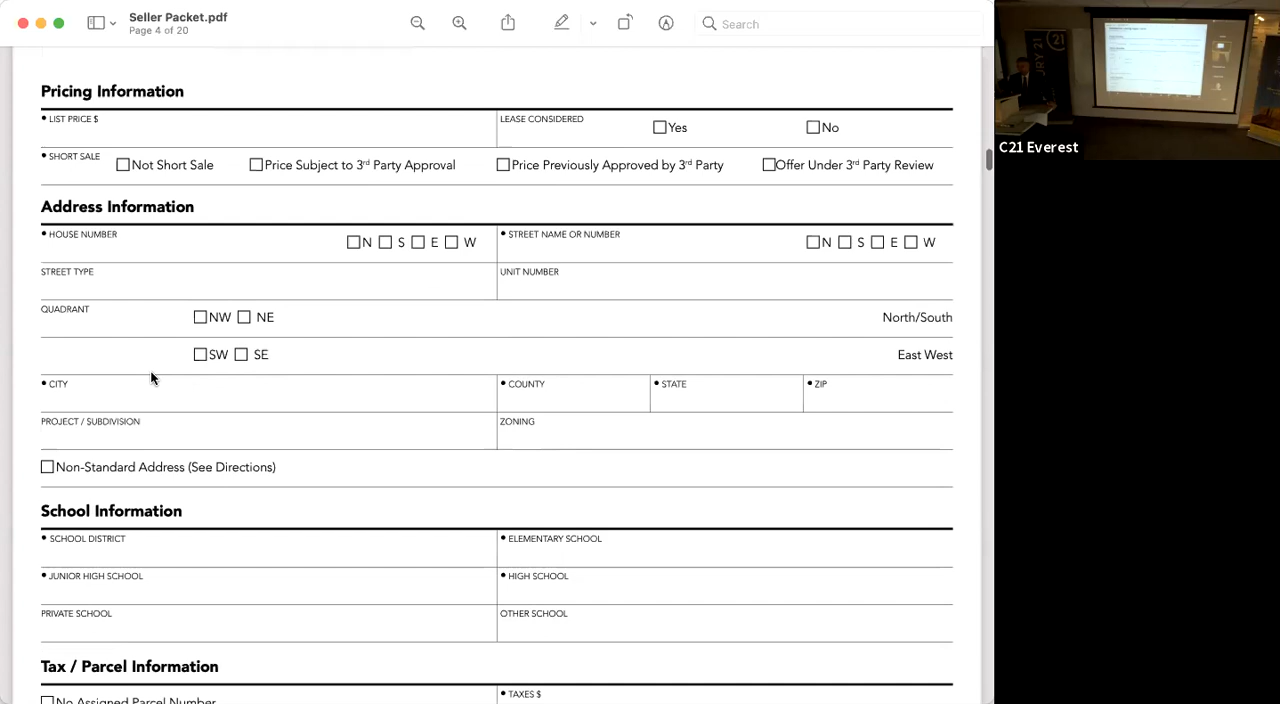 Seller Packet.pdf
Page 4 of 20
Search
Pricing Information
• LIST PRICE $
LEASE CONSIDERED
Yes
No
• SHORT SALE
Not Short Sale
Price Subject to 3rd Party Approval
Price Previously Approved by 3rd Party
Offer Under 3rd Party Review
Address Information
• HOUSE NUMBER
N S E W
• STREET NAME OR NUMBER
N S E W
STREET TYPE
UNIT NUMBER
QUADRANT
NW NE
North/South
SW SE
East West
• CITY
• COUNTY
• STATE
• ZIP
PROJECT / SUBDIVISION
ZONING
Non-Standard Address (See Directions)
School Information
• SCHOOL DISTRICT
• ELEMENTARY SCHOOL
• JUNIOR HIGH SCHOOL
• HIGH SCHOOL
PRIVATE SCHOOL
OTHER SCHOOL
Tax / Parcel Information
No Assigned Parcel Number
• TAXES $
21
C21 Everest